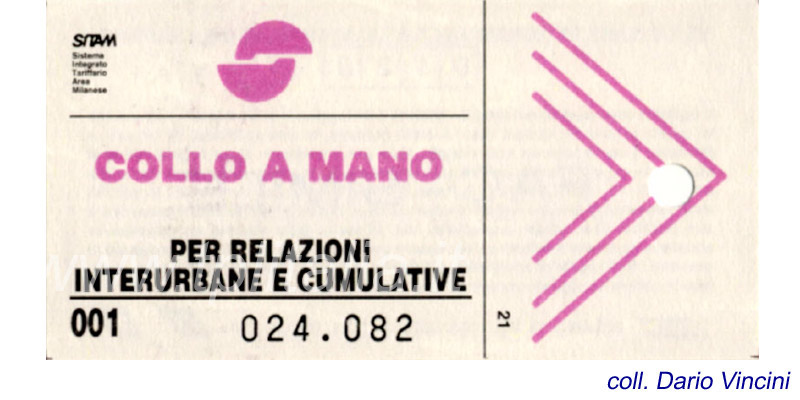 SITAM
Sistema
Integrato
Tariffario
Area
Milanese
COLLO A MANO
PER RELAZIONI
INTERURBANE E CUMULATIVE
001 024.082
21
coll. Dario Vincini